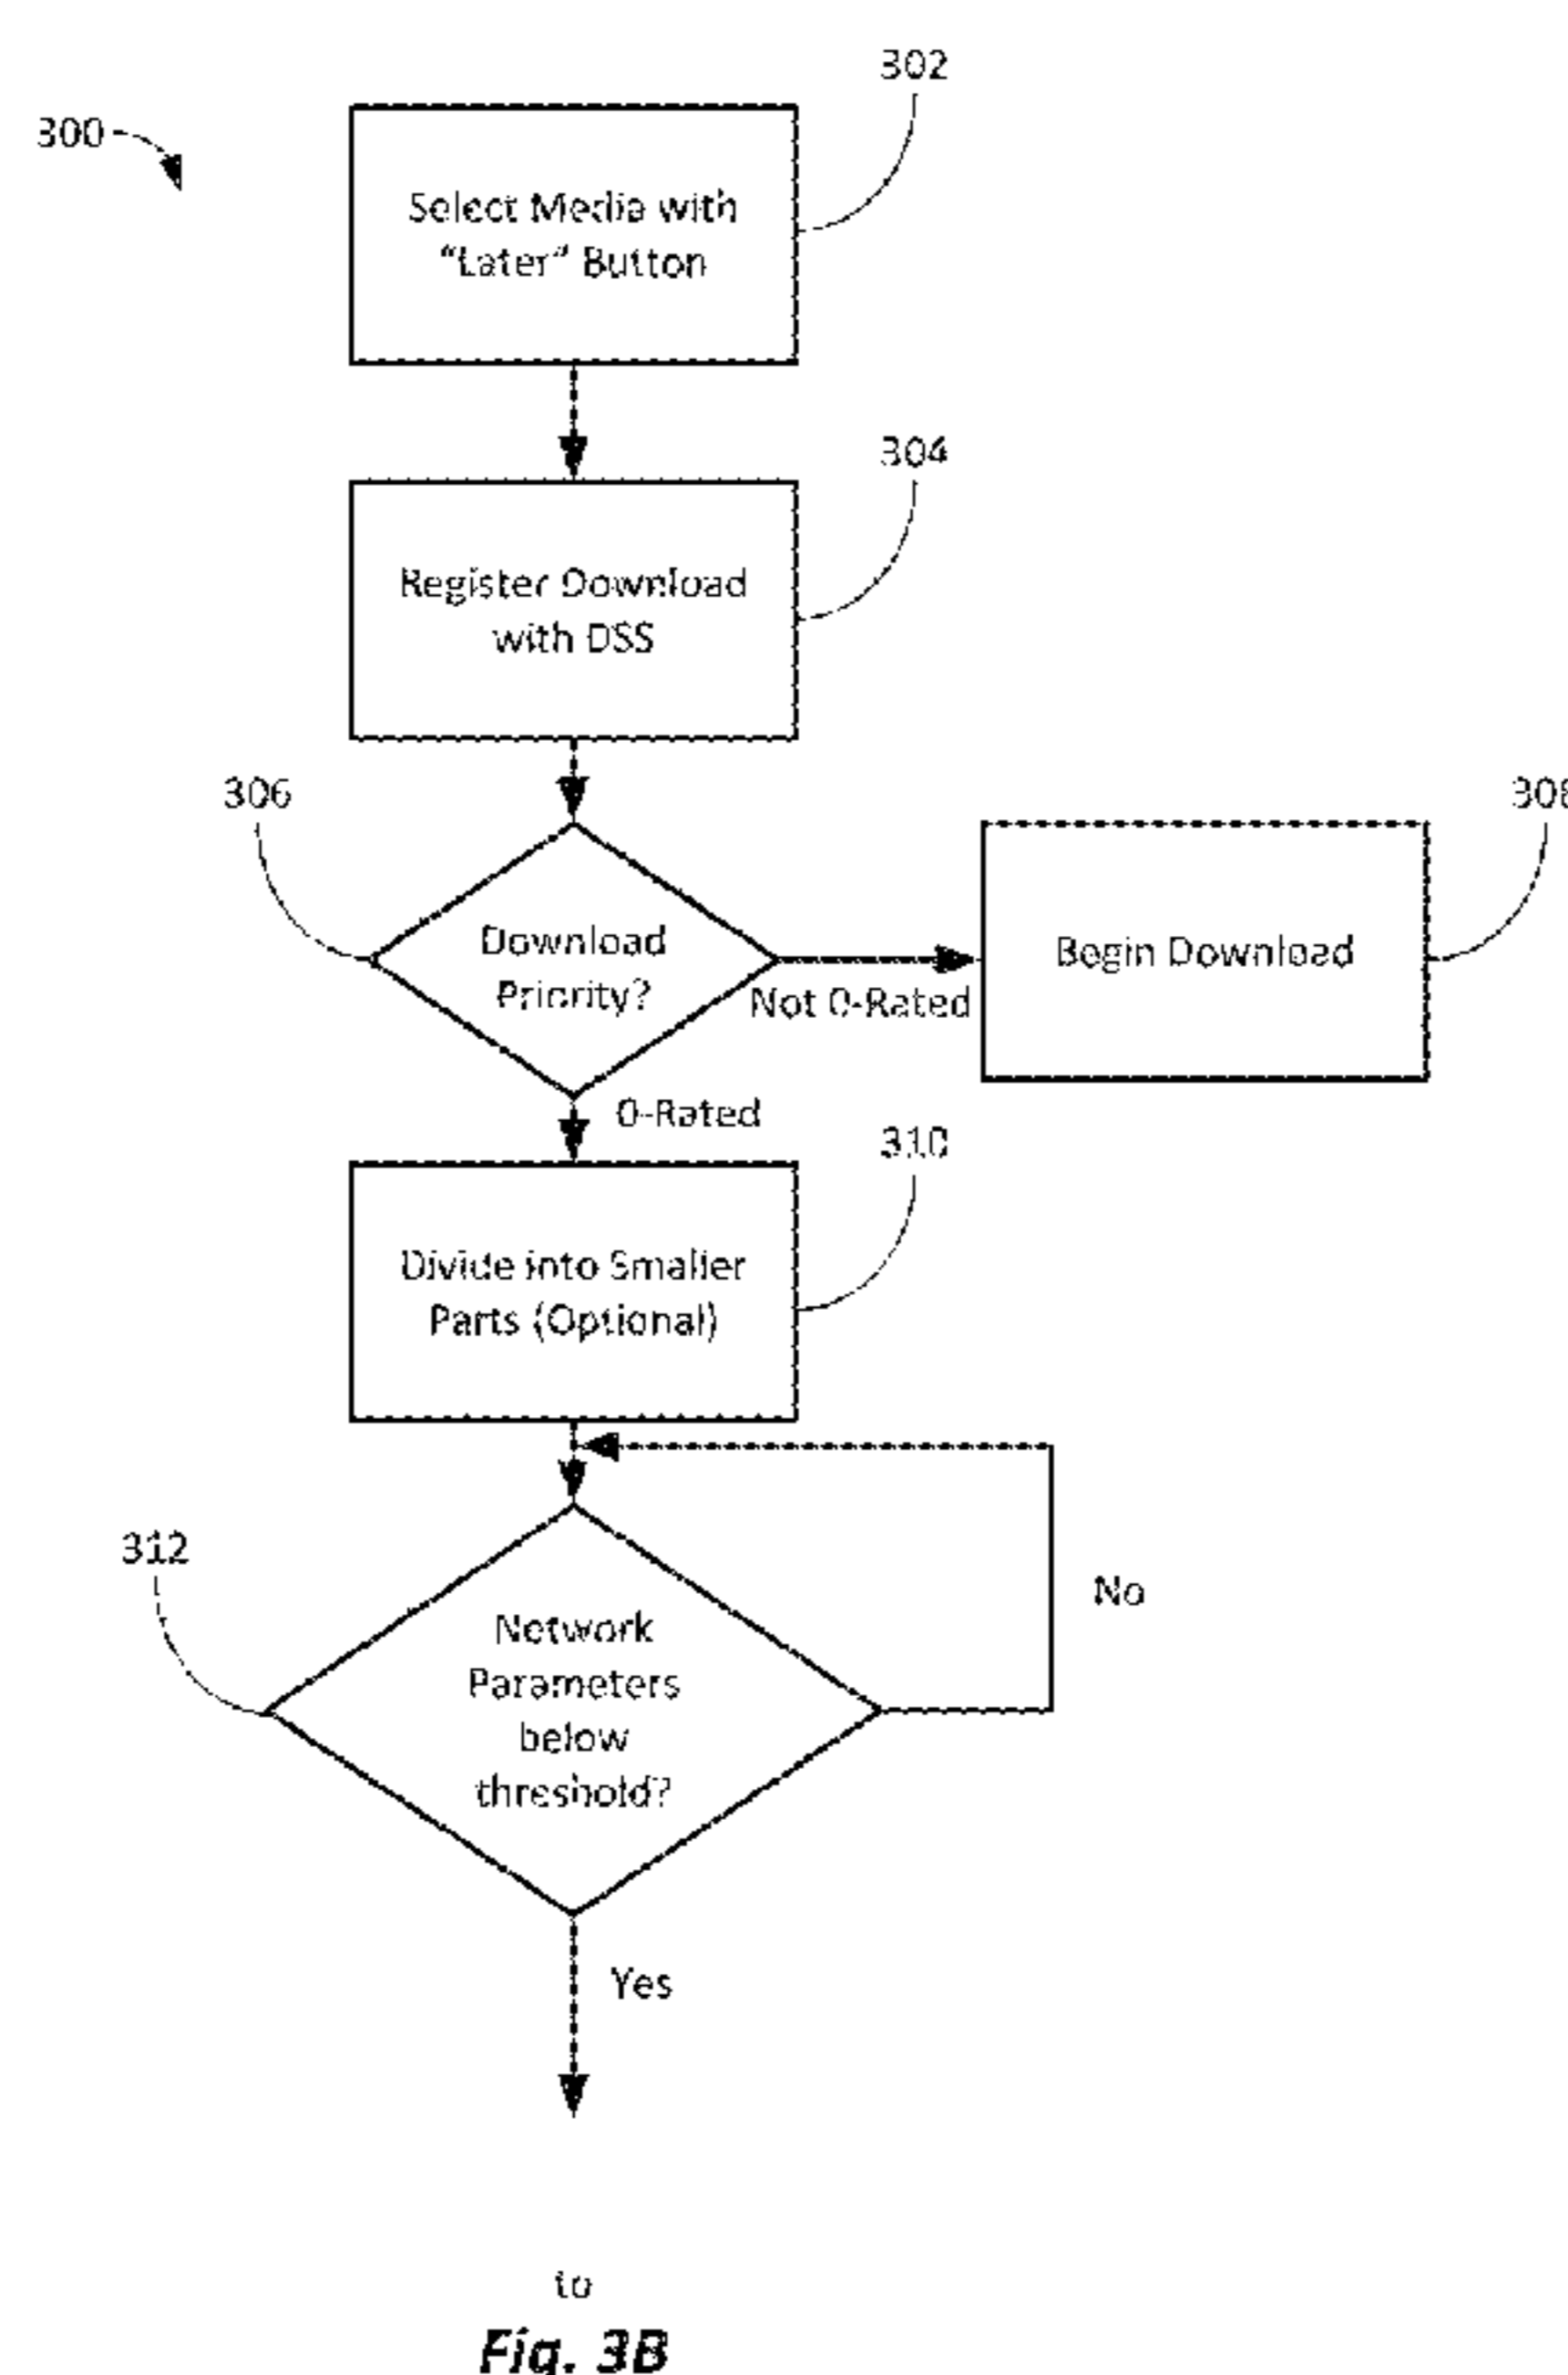 302
300
Select Media with
“Later” Button
304
Register Download
with DSS
306
308
Download
Priority?
Begin Download
Not 0-Rated
0-Rated
310
Divide into Smaller
Parts (Optional)
312
No
Network
Parameters
below
threshold?
Yes
to
Fig. 3B